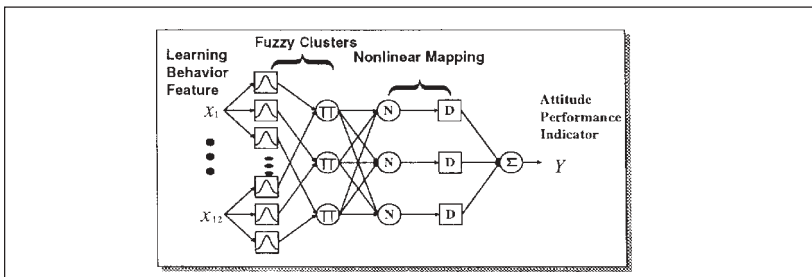 Fuzzy Clusters
Learning
Behavior
Feature
Nonlinear Mapping
Attitude
Performance
Indicator
X1
X12
Π
Π
Π
N
N
N
D
D
D
Σ
Y